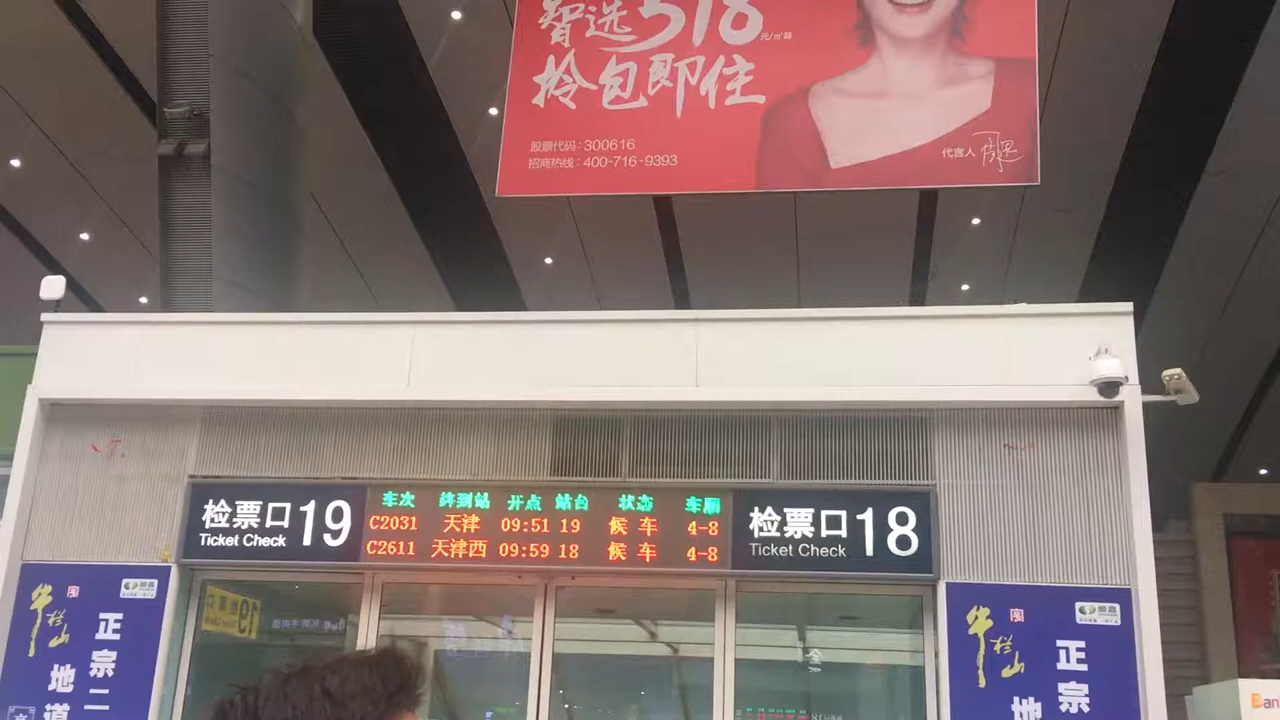 智选518元/㎡起
拎包即住
股票代码：300616
招商热线：400-716-9393
代言人
检票口 19
Ticket Check
车次 终到站 开点 站台 状态 车厢
C2031 天津 09:51 19 候车 4-8
C2611 天津西 09:59 18 候车 4-8
检票口 18
Ticket Check
牛栏山
正宗二
地道
牛栏山
正宗
地
Ban